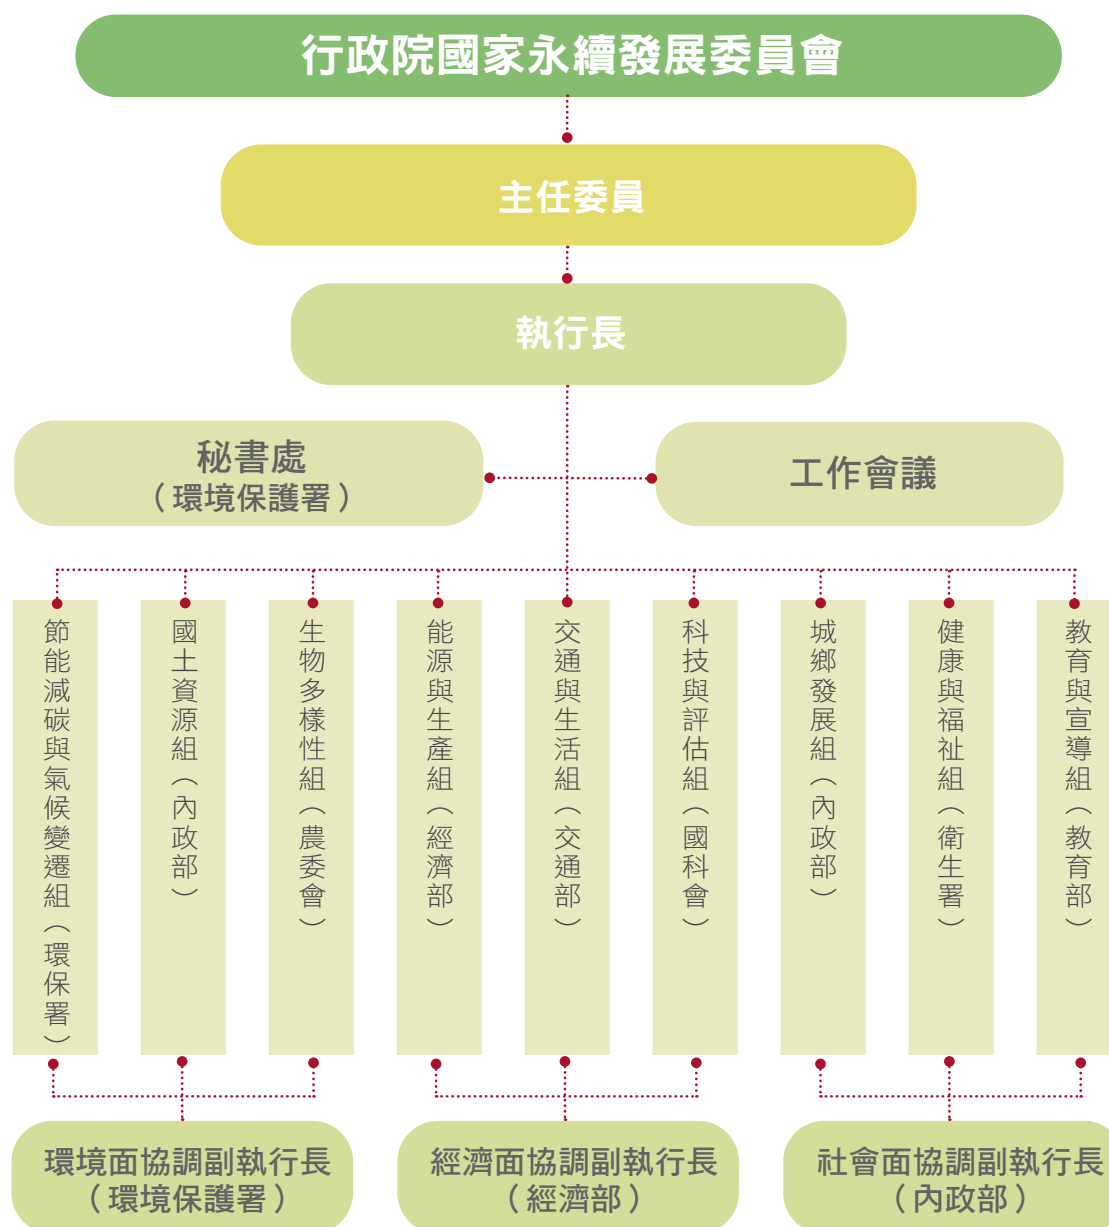 行政院國家永續發展委員會
主任委員
執行長
秘書處
（環境保護署）
工作會議
節能減碳與氣候變遷組（環保署）
國土資源組（內政部）
生物多樣性組（農委會）
能源與生產組（經濟部）
交通與生活組（交通部）
科技與評估組（國科會）
城鄉發展組（內政部）
健康與福祉組（衛生署）
教育與宣導組（教育部）
環境面協調副執行長
（環境保護署）
經濟面協調副執行長
（經濟部）
社會面協調副執行長
（內政部）